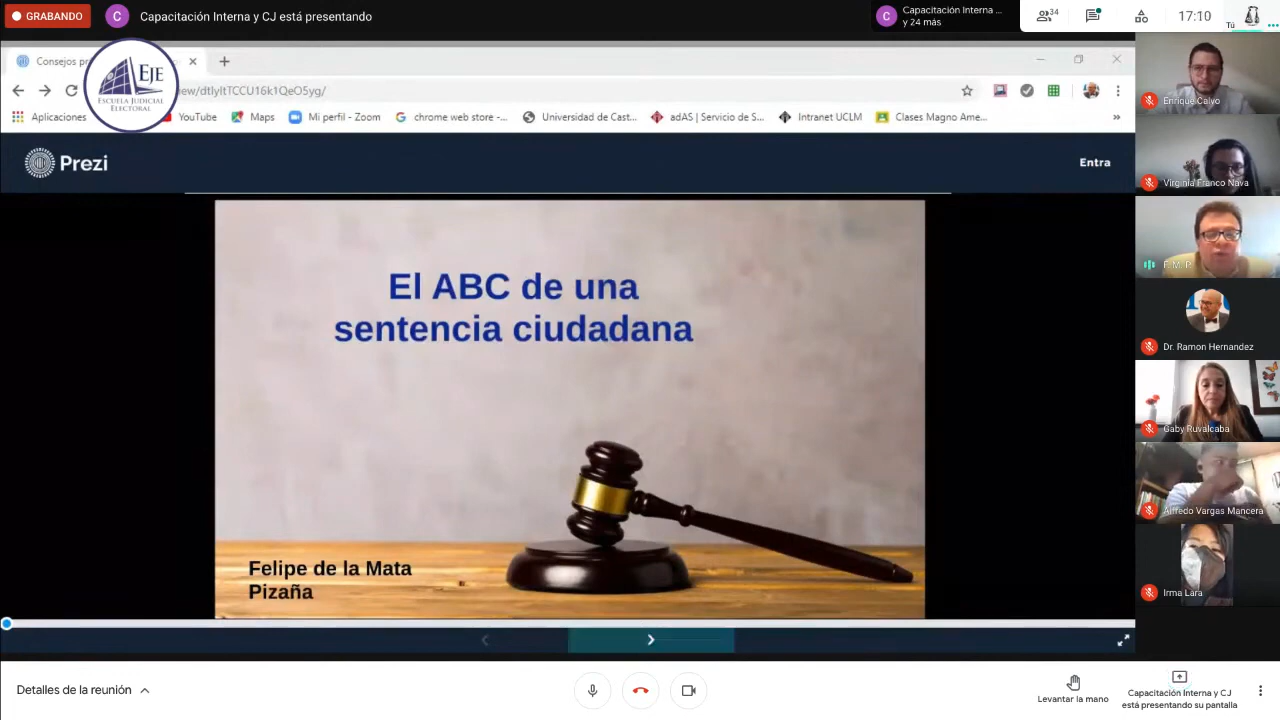 GRABANDO
C
Capacitación Interna y CJ está presentando
C
Capacitación Interna ...
y 24 más
34
17:10
Tú
Consejos pr
EJE
ESCUELA JUDICIAL
ELECTORAL
ew/dtlyItTCCU16k1QeO5yg/
Aplicaciones
YouTube
Maps
Mi perfil - Zoom
chrome web store -...
Universidad de Cast...
adAS | Servicio de S...
Intranet UCLM
Clases Magno Ame...
»
Prezi
Entra
El ABC de una
sentencia ciudadana
Felipe de la Mata
Pizaña
Enrique Calvo
Virginia Franco Nava
F. M. P.
Dr. Ramon Hernandez
Gaby Ruvalcaba
Alfredo Vargas Mancera
Irma Lara
Detalles de la reunión
Levantar la mano
Capacitación Interna y CJ
está presentando su pantalla